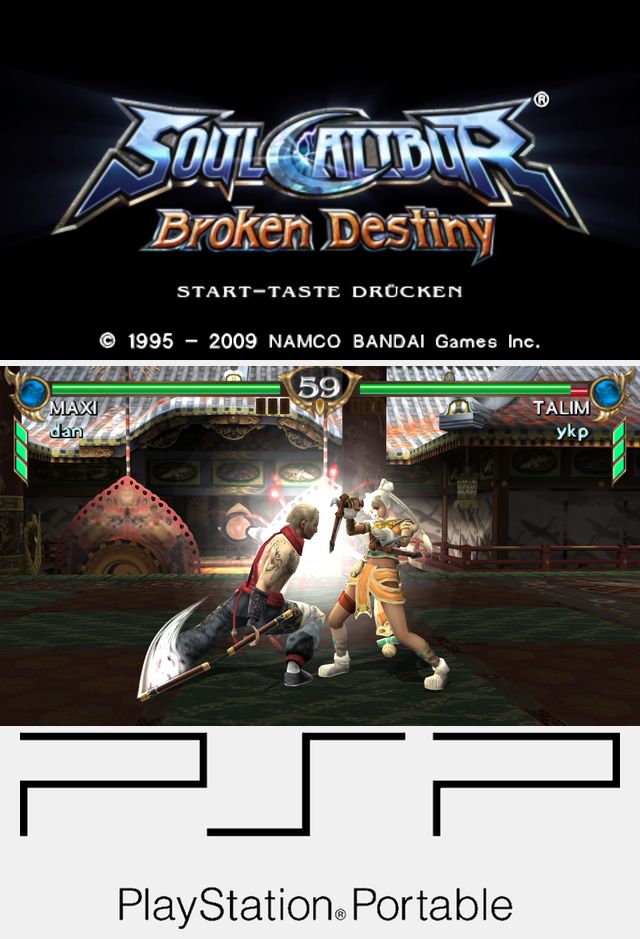 SOULCALIBUR®
Broken Destiny
START-TASTE DRÜCKEN
© 1995 - 2009 NAMCO BANDAI Games Inc.
59
MAXI
TALIM
dan
ykp
PSP
PlayStation®Portable